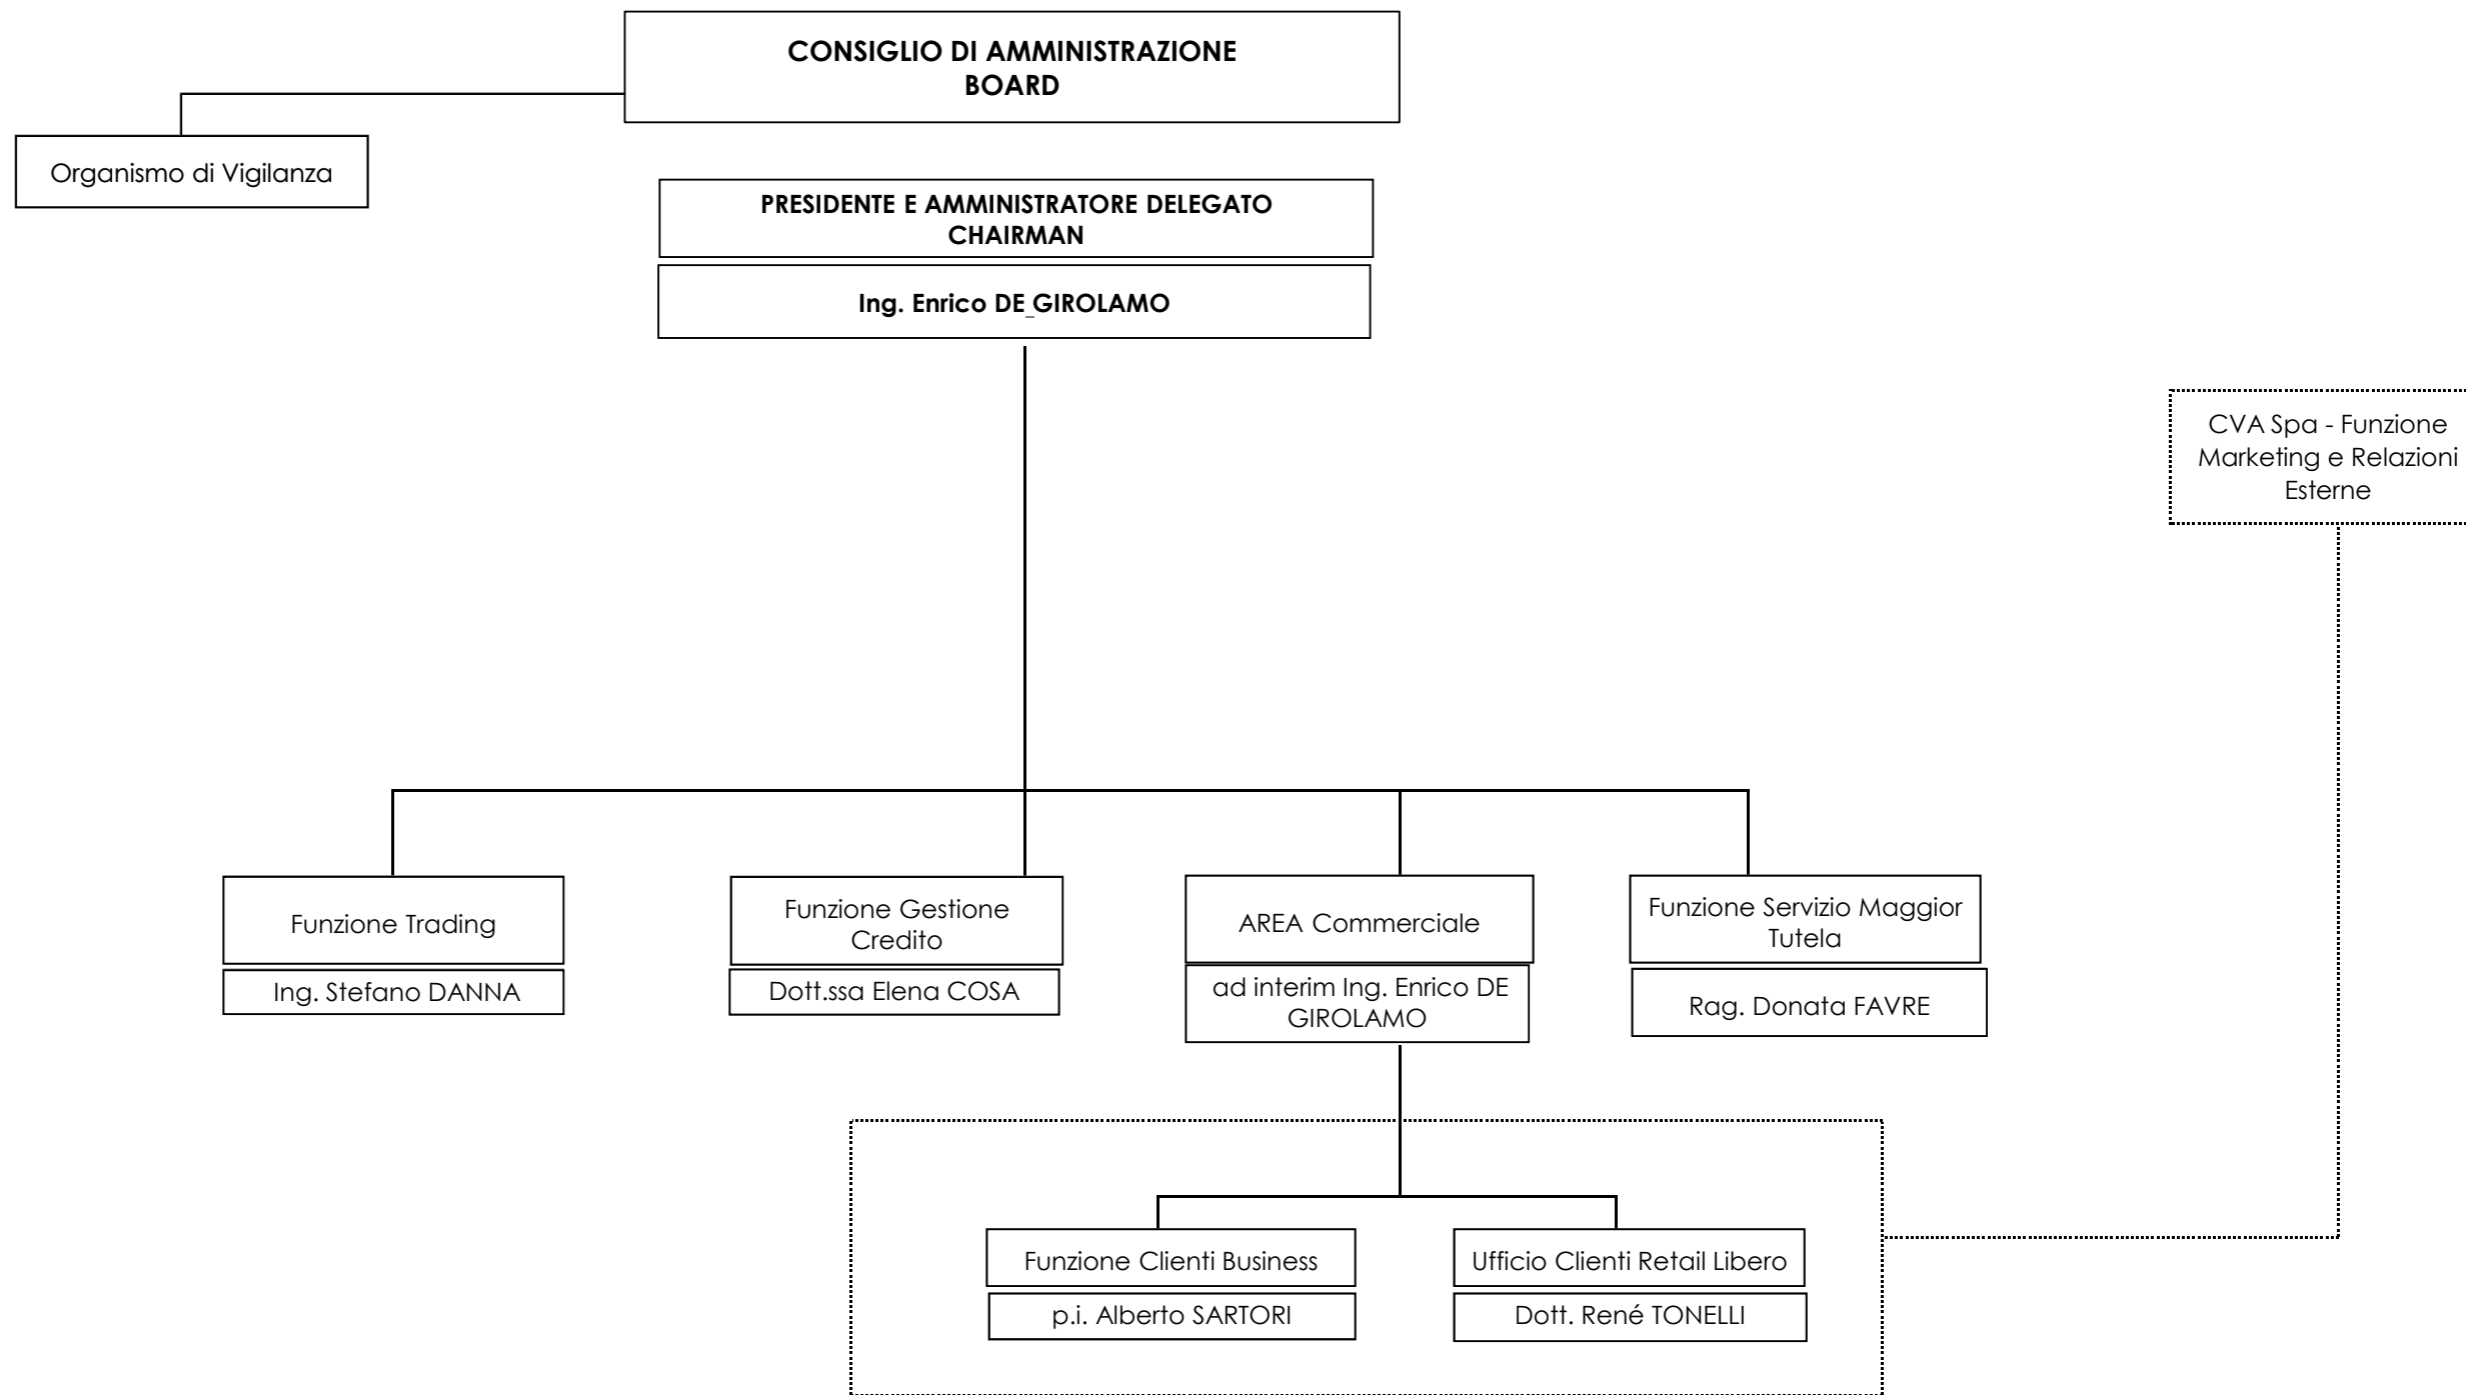 CONSIGLIO DI AMMINISTRAZIONE
BOARD
Organismo di Vigilanza
PRESIDENTE E AMMINISTRATORE DELEGATO
CHAIRMAN
Ing. Enrico DE_GIROLAMO
CVA Spa - Funzione
Marketing e Relazioni
Esterne
Funzione Trading
Ing. Stefano DANNA
Funzione Gestione
Credito
Dott.ssa Elena COSA
AREA Commerciale
ad interim Ing. Enrico DE
GIROLAMO
Funzione Servizio Maggior
Tutela
Rag. Donata FAVRE
Funzione Clienti Business
p.i. Alberto SARTORI
Ufficio Clienti Retail Libero
Dott. René TONELLI